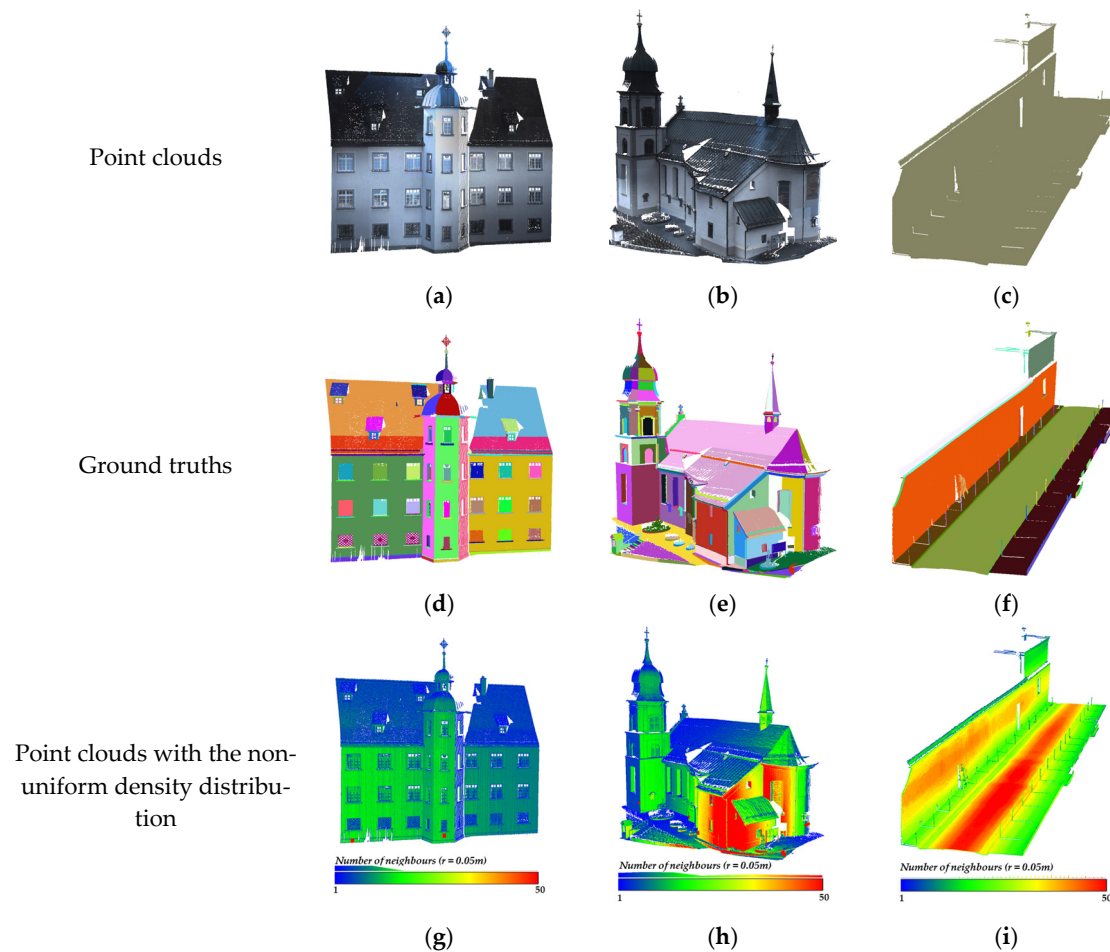 Point clouds
(a)
(b)
(c)
Ground truths
(d)
(e)
(f)
Point clouds with the non-
uniform density distribu-
tion
Number of neighbours (r = 0.05m)
1
50
Number of neighbours (r = 0.05m)
1
50
Number of neighbours (r = 0.05m)
1
50
(g)
(h)
(i)